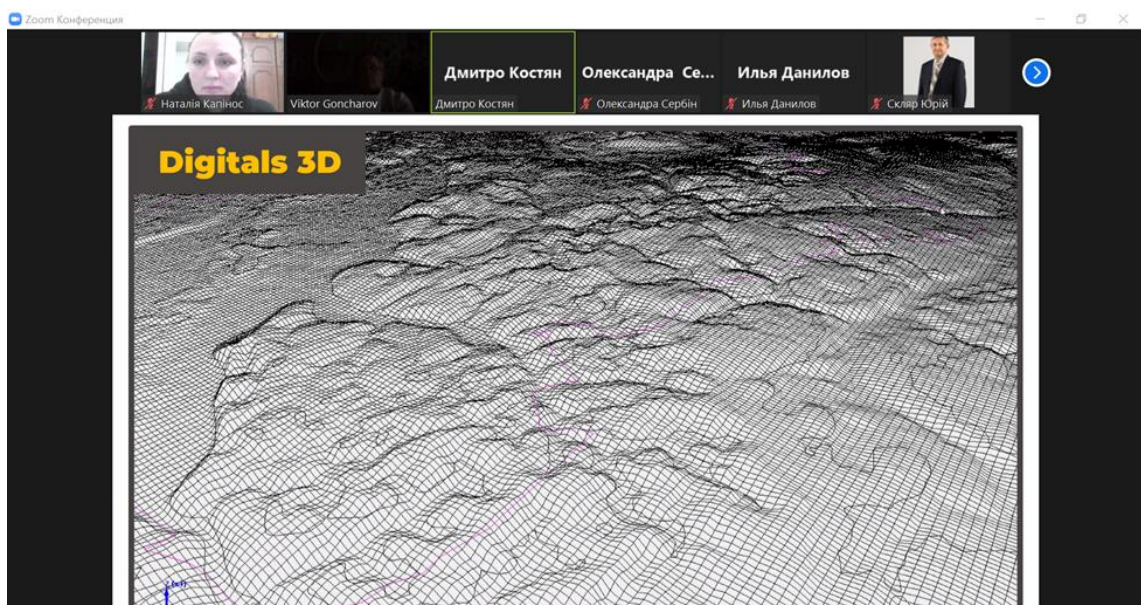 Zoom Конференция
Дмитро Костян
Олександра Се...
Илья Данилов
Наталія Капінос
Viktor Goncharov
Дмитро Костян
Олександра Сербін
Илья Данилов
Скляр Юрій
Digitals 3D